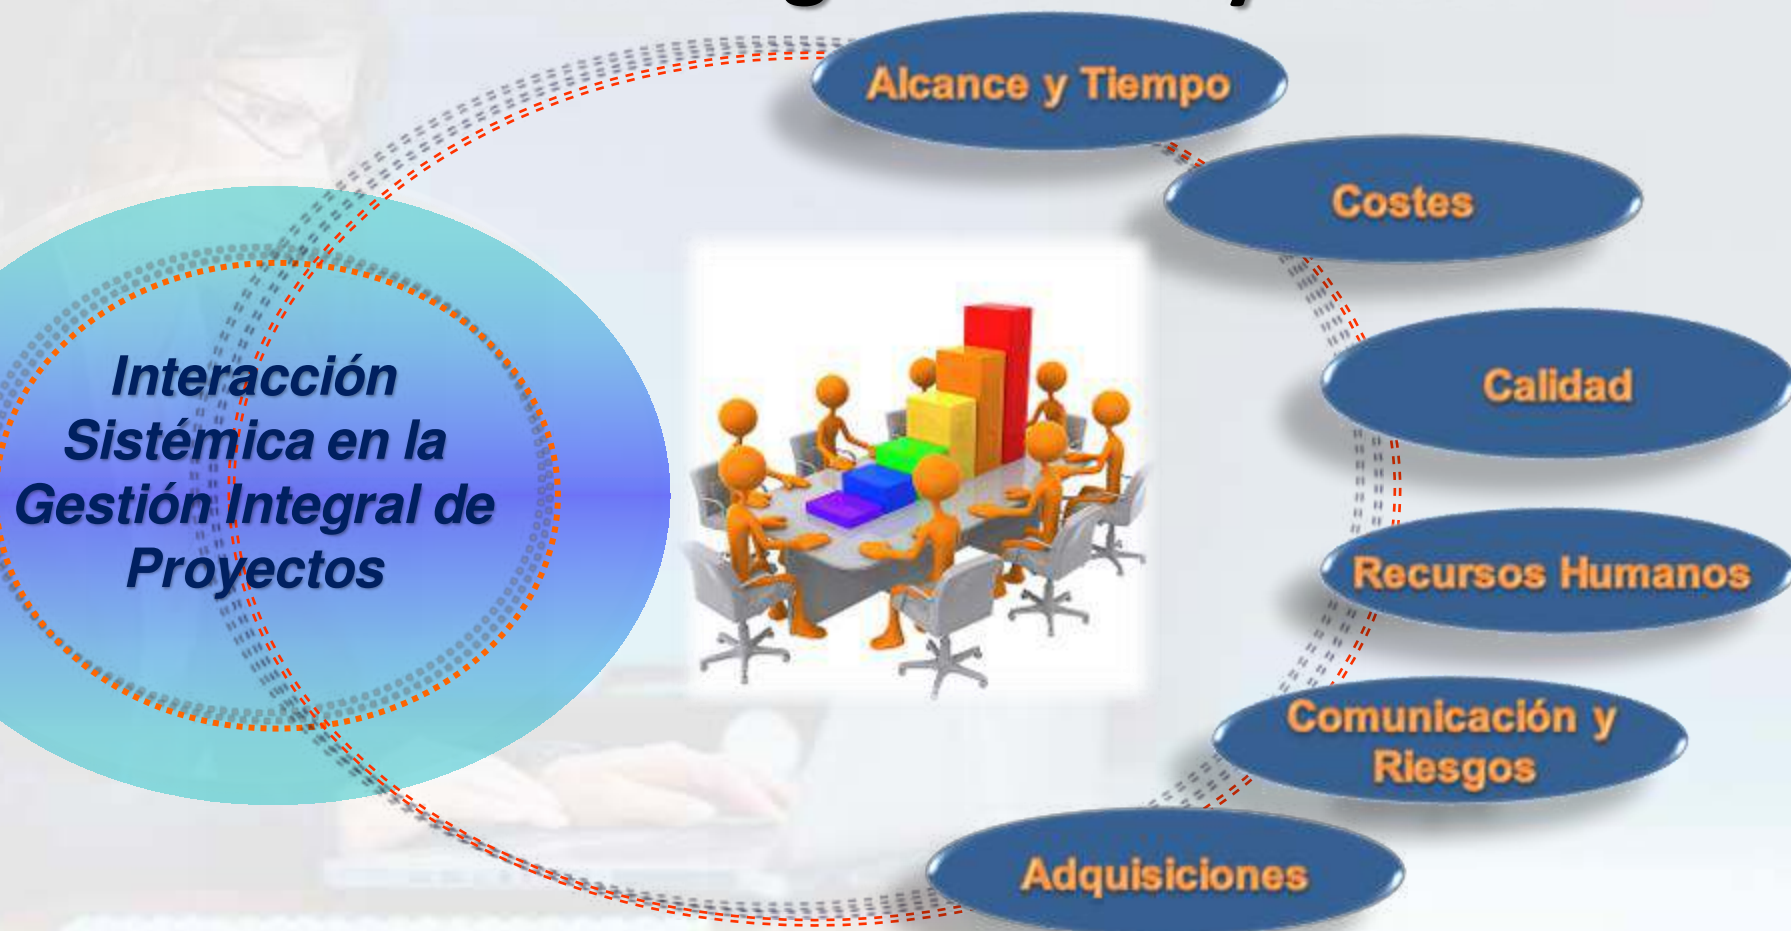 Alcance y Tiempo
Costes
Calidad
Recursos Humanos
Comunicación y
Riesgos
Adquisiciones
Interacción
Sistémica en la
Gestión Integral de
Proyectos